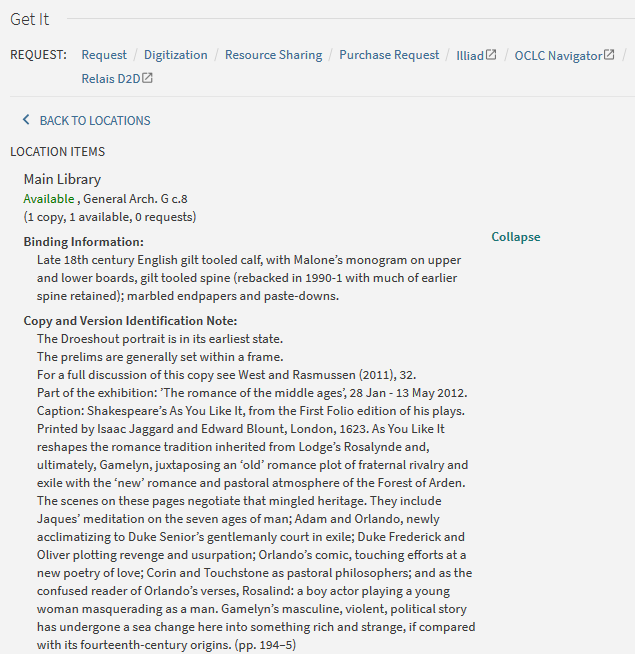 Get It
REQUEST: Request / Digitization / Resource Sharing / Purchase Request / Illiad / OCLC Navigator /
Relais D2D
BACK TO LOCATIONS
LOCATION ITEMS
Main Library
Available , General Arch. G c.8
(1 copy, 1 available, 0 requests)
Collapse
Binding Information:
Late 18th century English gilt tooled calf, with Malone’s monogram on upper
and lower boards, gilt tooled spine (rebacked in 1990-1 with much of earlier
spine retained); marbled endpapers and paste-downs.
Copy and Version Identification Note:
The Droeshout portrait is in its earliest state.
The prelims are generally set within a frame.
For a full discussion of this copy see West and Rasmussen (2011), 32.
Part of the exhibition: ’The romance of the middle ages’, 28 Jan - 13 May 2012.
Caption: Shakespeare’s As You Like It, from the First Folio edition of his plays.
Printed by Isaac Jaggard and Edward Blount, London, 1623. As You Like It
reshapes the romance tradition inherited from Lodge’s Rosalynde and,
ultimately, Gamelyn, juxtaposing an ‘old’ romance plot of fraternal rivalry and
exile with the ‘new’ romance and pastoral atmosphere of the Forest of Arden.
The scenes on these pages negotiate that mingled heritage. They include
Jaques’ meditation on the seven ages of man; Adam and Orlando, newly
acclimatizing to Duke Senior’s gentlemanly court in exile; Duke Frederick and
Oliver plotting revenge and usurpation; Orlando’s comic, touching efforts at a
new poetry of love; Corin and Touchstone as pastoral philosophers; and as the
confused reader of Orlando’s verses, Rosalind: a boy actor playing a young
woman masquerading as a man. Gamelyn’s masculine, violent, political story
has undergone a sea change here into something rich and strange, if compared
with its fourteenth-century origins. (pp. 194–5)